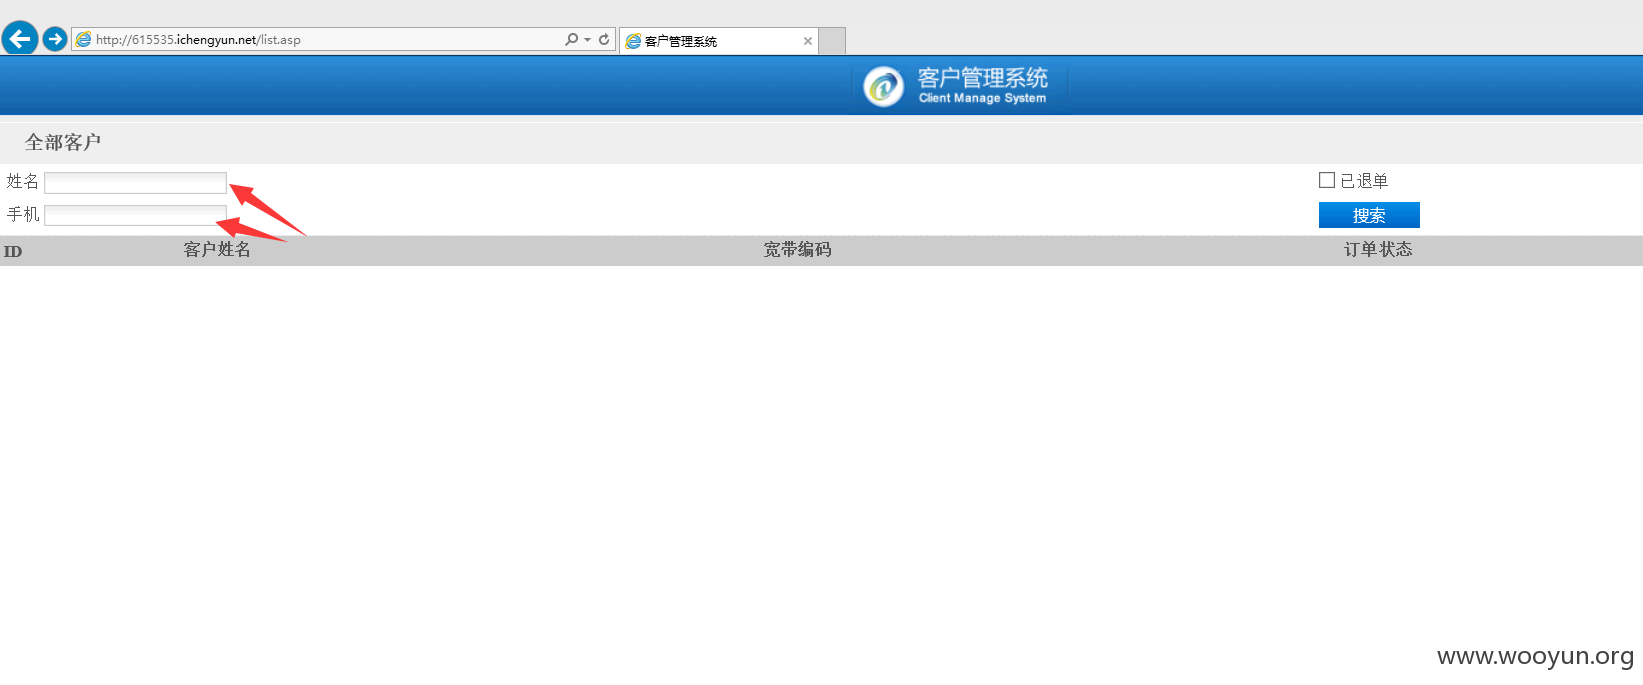 http://615535.ichengyun.net/list.asp
客户管理系统
客户管理系统
Client Manage System
全部客户
姓名
已退单
手机
搜索
ID 客户姓名 宽带编码 订单状态
www.wooyun.org